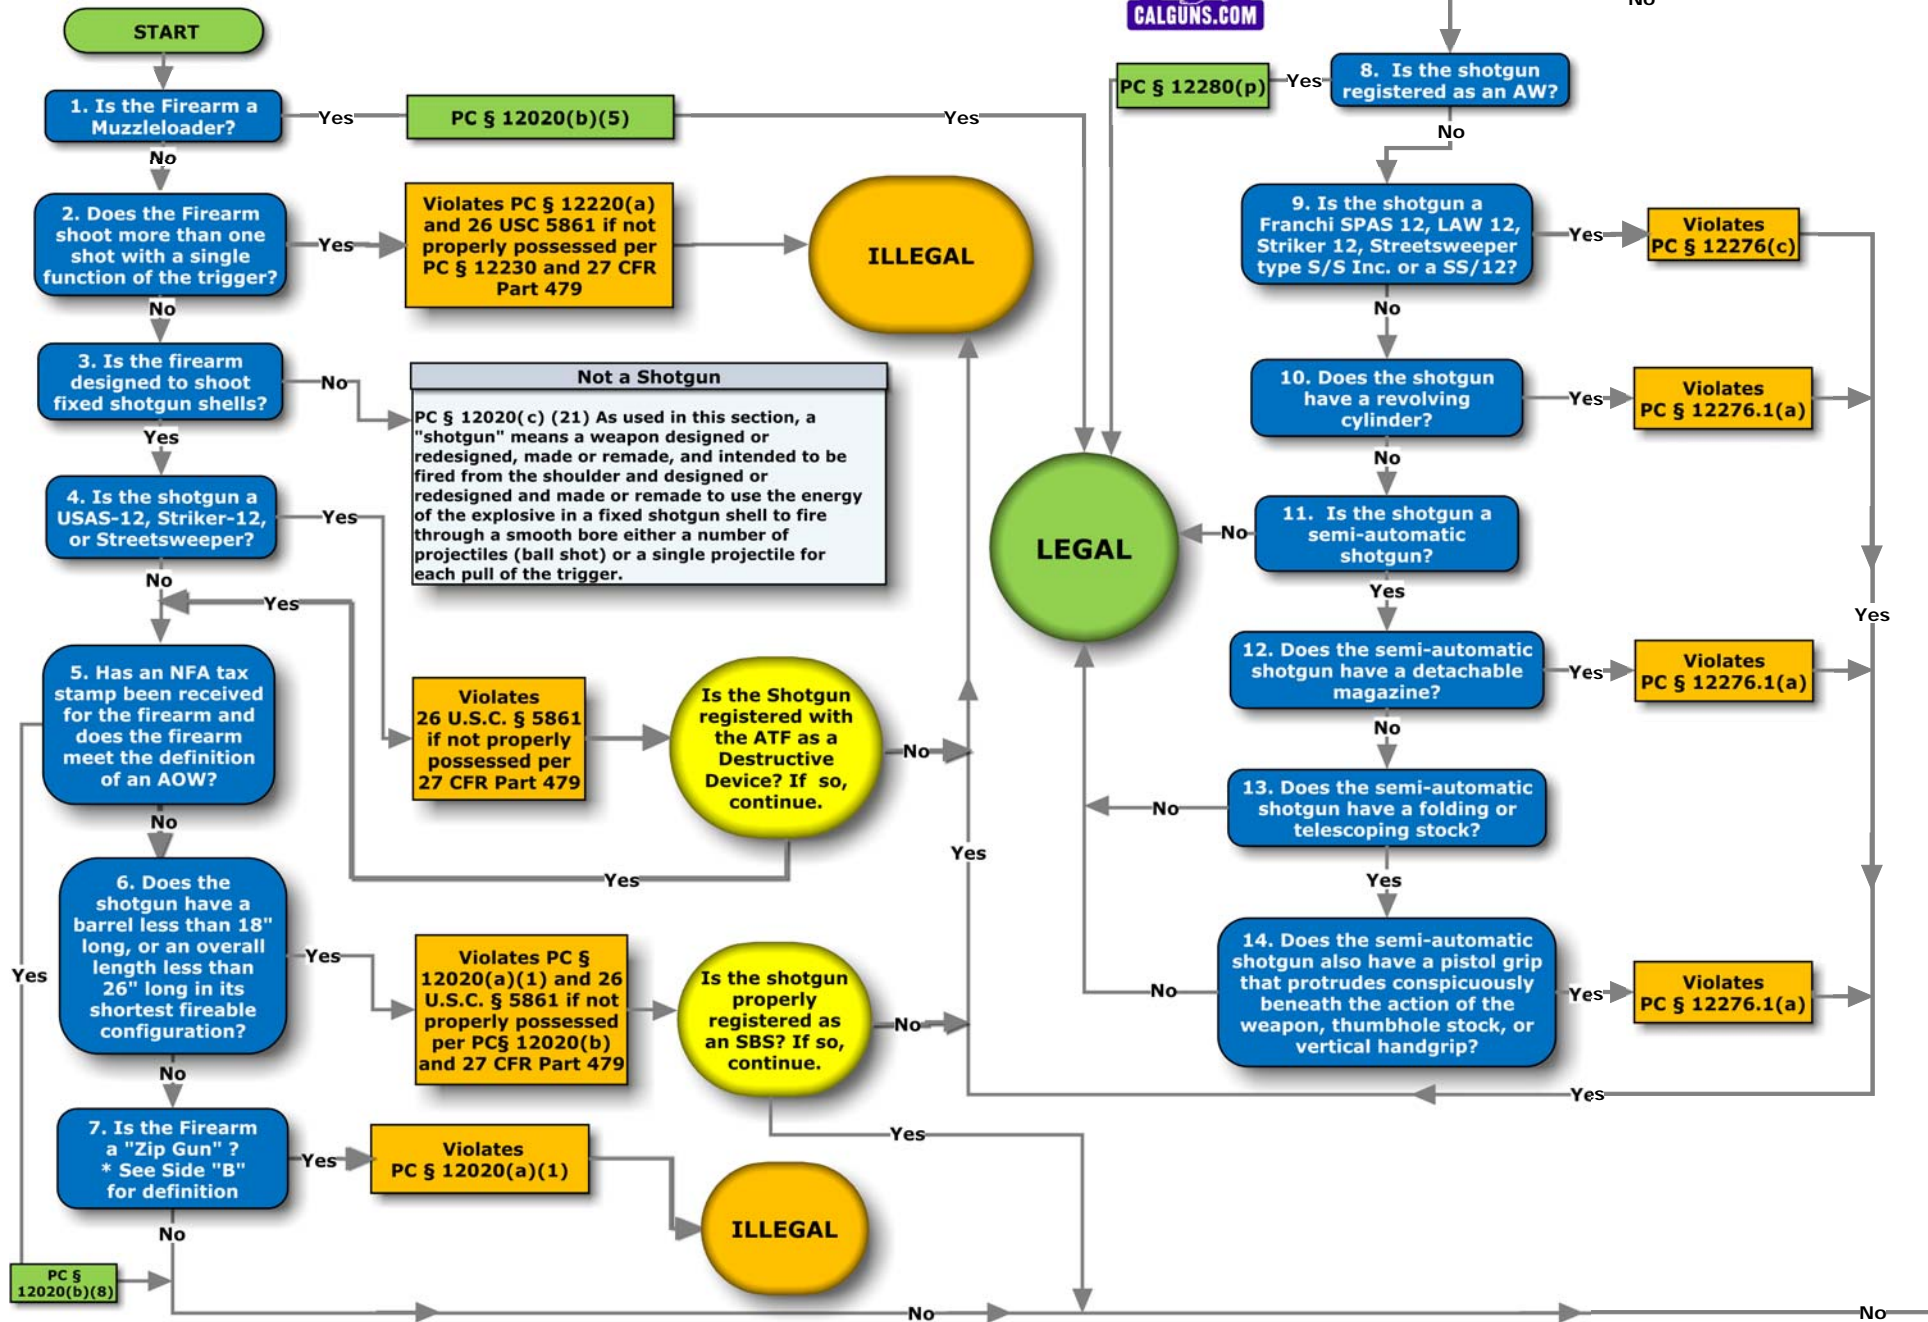 START
1. Is the Firearm a
Muzzleloader?
Yes
PC § 12020(b)(5)
Yes
No
2. Does the Firearm
shoot more than one
shot with a single
function of the trigger?
Yes
Violates PC § 12220(a)
and 26 USC 5861 if not
properly possessed per
PC § 12230 and 27 CFR
Part 479
ILLEGAL
No
3. Is the firearm
designed to shoot
fixed shotgun shells?
No
Not a Shotgun
PC § 12020(c) (21) As used in this section, a
"shotgun" means a weapon designed or
redesigned, made or remade, and intended to be
fired from the shoulder and designed or
redesigned and made or remade to use the energy
of the explosive in a fixed shotgun shell to fire
through a smooth bore either a number of
projectiles (ball shot) or a single projectile for
each pull of the trigger.
Yes
4. Is the shotgun a
USAS-12, Striker-12,
or Streetsweeper?
Yes
No
Yes
5. Has an NFA tax
stamp been received
for the firearm and
does the firearm
meet the definition
of an AOW?
Violates
26 U.S.C. § 5861
if not properly
possessed per
27 CFR Part 479
Is the Shotgun
registered with
the ATF as a
Destructive
Device? If so,
continue.
No
Yes
No
Yes
6. Does the
shotgun have a
barrel less than 18"
long, or an overall
length less than
26" long in its
shortest fireable
configuration?
Yes
Yes
Violates PC §
12020(a)(1) and 26
U.S.C. § 5861 if not
properly possessed
per PC§ 12020(b)
and 27 CFR Part 479
Is the shotgun
properly
registered as
an SBS? If so,
continue.
No
No
Yes
7. Is the Firearm
a "Zip Gun" ?
* See Side "B"
for definition
Yes
Violates
PC § 12020(a)(1)
ILLEGAL
No
PC §
12020(b)(8)
No
No
CALGUNS.COM
No
8. Is the shotgun
registered as an AW?
Yes
PC § 12280(p)
No
9. Is the shotgun a
Franchi SPAS 12, LAW 12,
Striker 12, Streetsweeper
type S/S Inc. or a SS/12?
Yes
Violates
PC § 12276(c)
No
10. Does the shotgun
have a revolving
cylinder?
Yes
Violates
PC § 12276.1(a)
No
11. Is the shotgun a
semi-automatic
shotgun?
No
LEGAL
Yes
Yes
12. Does the semi-automatic
shotgun have a detachable
magazine?
Yes
Violates
PC § 12276.1(a)
No
13. Does the semi-automatic
shotgun have a folding or
telescoping stock?
No
Yes
14. Does the semi-automatic
shotgun also have a pistol grip
that protrudes conspicuously
beneath the action of the
weapon, thumbhole stock, or
vertical handgrip?
No
Yes
Violates
PC § 12276.1(a)
Yes